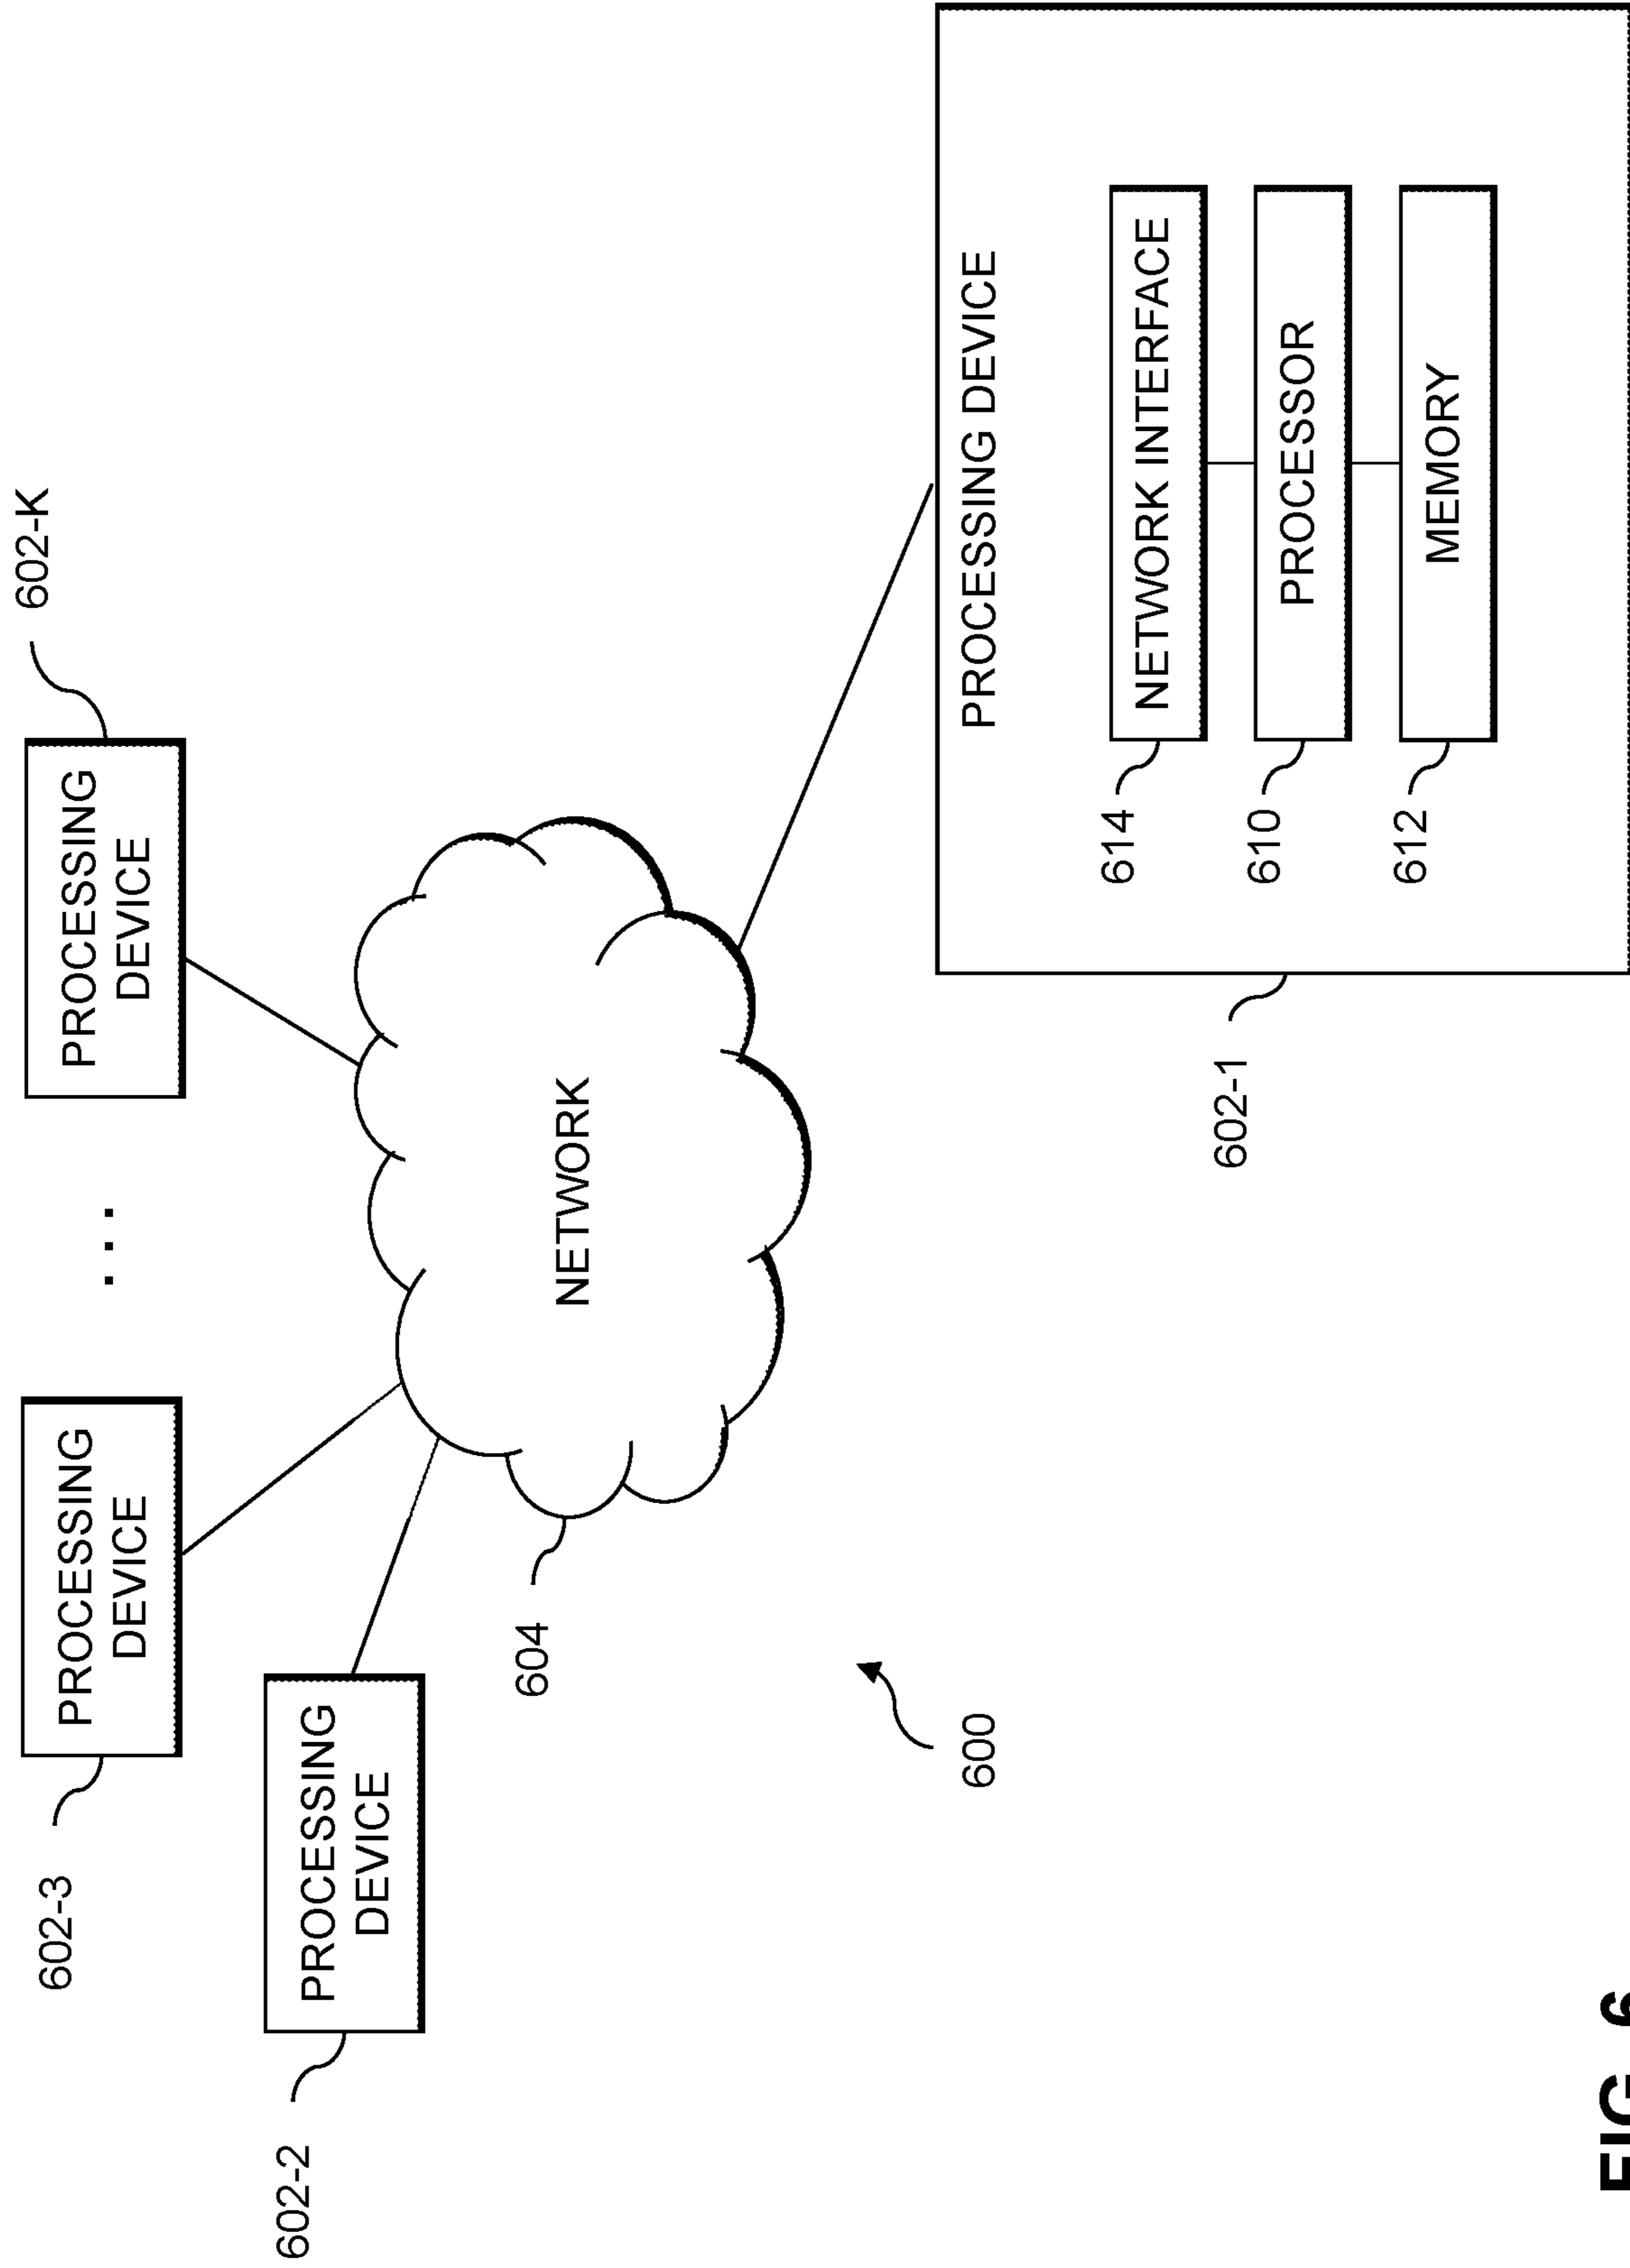 602-2
PROCESSING
DEVICE
602-3
PROCESSING
DEVICE
...
PROCESSING
DEVICE
602-K
604
NETWORK
600
602-1
PROCESSING DEVICE
614
NETWORK INTERFACE
610
PROCESSOR
612
MEMORY
FIG. 6